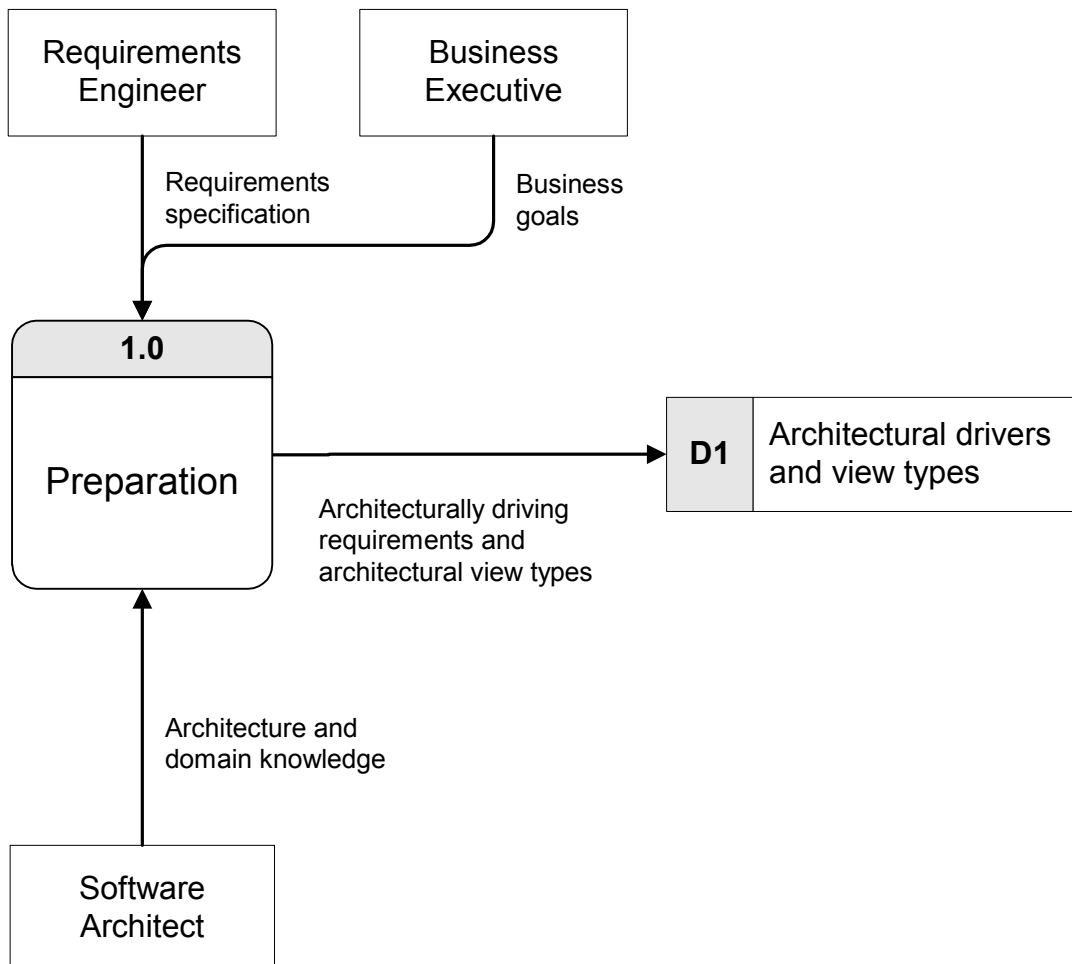 Requirements
Engineer
Business
Executive
Requirements
specification
Business
goals
1.0
Preparation
D1
Architectural drivers
and view types
Architecturally driving
requirements and
architectural view types
Architecture and
domain knowledge
Software
Architect